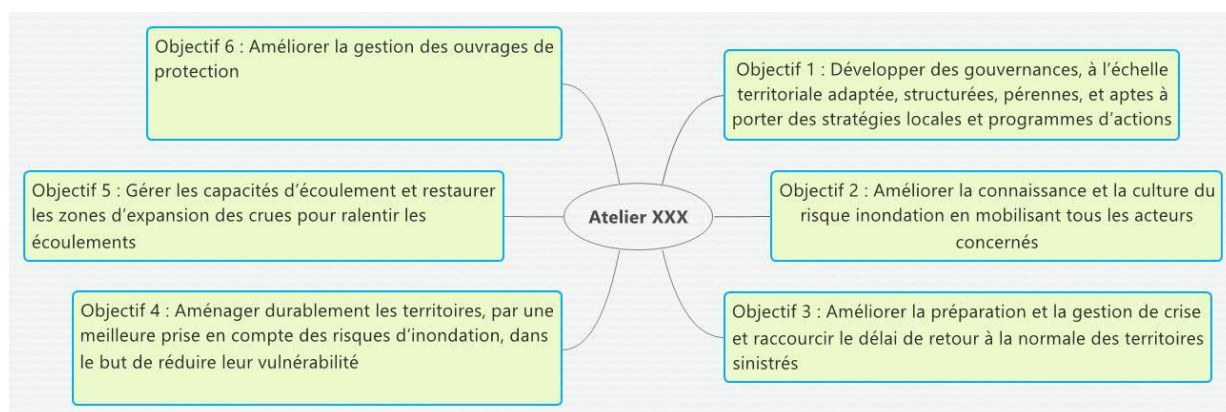 Objectif 6 : Améliorer la gestion des ouvrages de
protection
Objectif 1 : Développer des gouvernances, à l’échelle
territoriale adaptée, structurées, pérennes, et aptes à
porter des stratégies locales et programmes d’actions
Objectif 5 : Gérer les capacités d’écoulement et restaurer
les zones d’expansion des crues pour ralentir les
écoulements
Atelier XXX
Objectif 2 : Améliorer la connaissance et la culture du
risque inondation en mobilisant tous les acteurs
concernés
Objectif 4 : Aménager durablement les territoires, par une
meilleure prise en compte des risques d’inondation, dans
le but de réduire leur vulnérabilité
Objectif 3 : Améliorer la préparation et la gestion de crise
et raccourcir le délai de retour à la normale des territoires
sinistrés